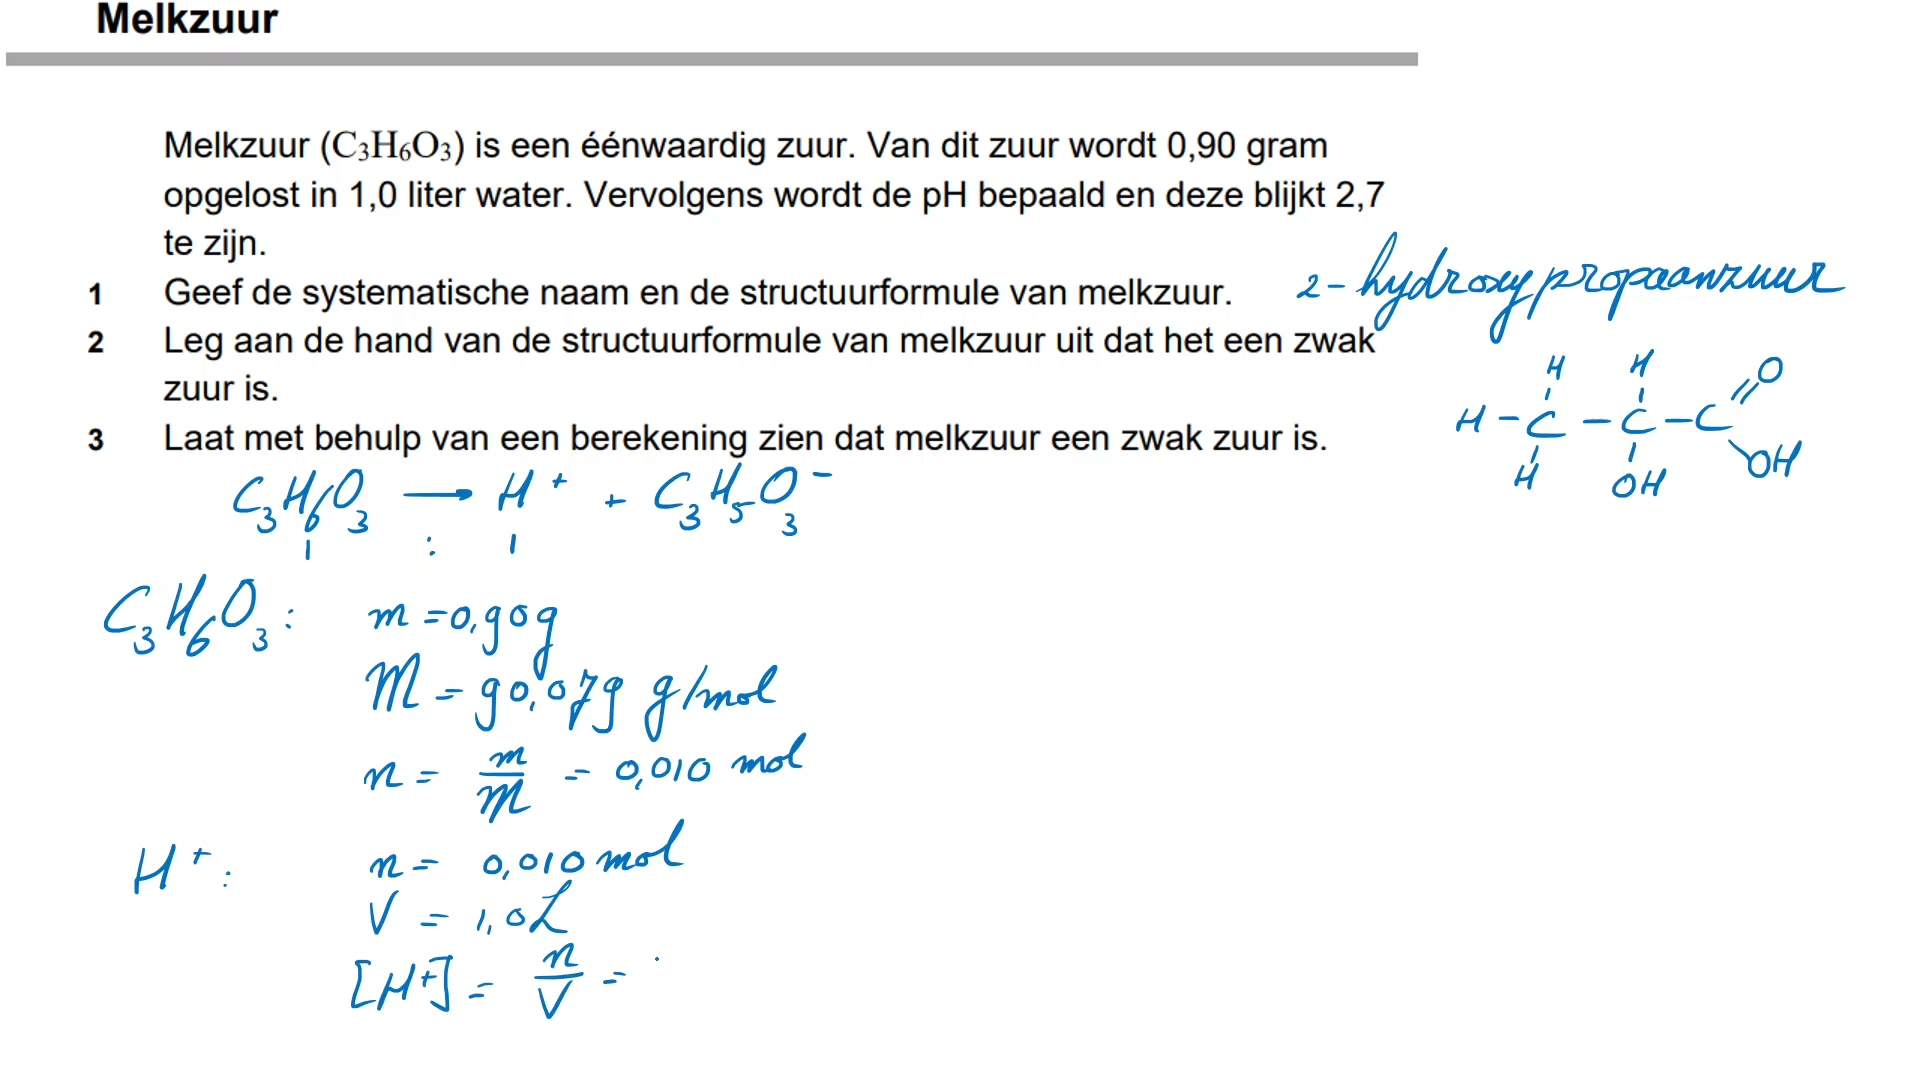 Melkzuur
Melkzuur (C₃H₆O₃) is een éénwaardig zuur. Van dit zuur wordt 0,90 gram
opgelost in 1,0 liter water. Vervolgens wordt de pH bepaald en deze blijkt 2,7
te zijn.
1 Geef de systematische naam en de structuurformule van melkzuur.
2 Leg aan de hand van de structuurformule van melkzuur uit dat het een zwak
zuur is.
3 Laat met behulp van een berekening zien dat melkzuur een zwak zuur is.
2-hydroxypropaanzuur
H H O
H - C - C - C
H OH OH
C₃H₆O₃ → H⁺ + C₃H₅O₃⁻
1 : 1
C₃H₆O₃: m = 0,90g
M = 90,079 g/mol
n = m/M = 0,010 mol
H⁺: n = 0,010 mol
V = 1,0L
[H⁺] = n/V =